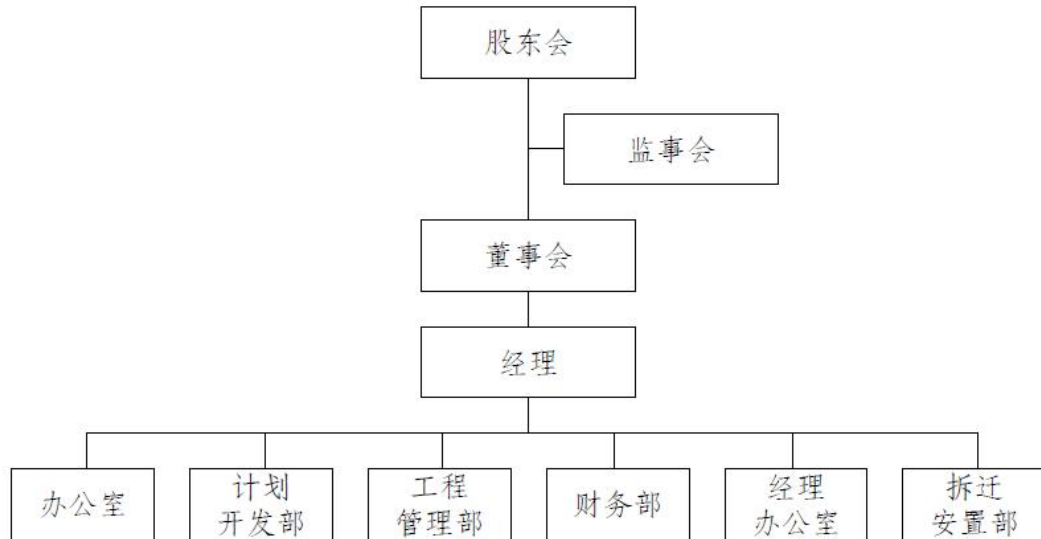 股东会
监事会
董事会
经理
办公室
计划
开发部
工程
管理部
财务部
经理
办公室
拆迁
安置部